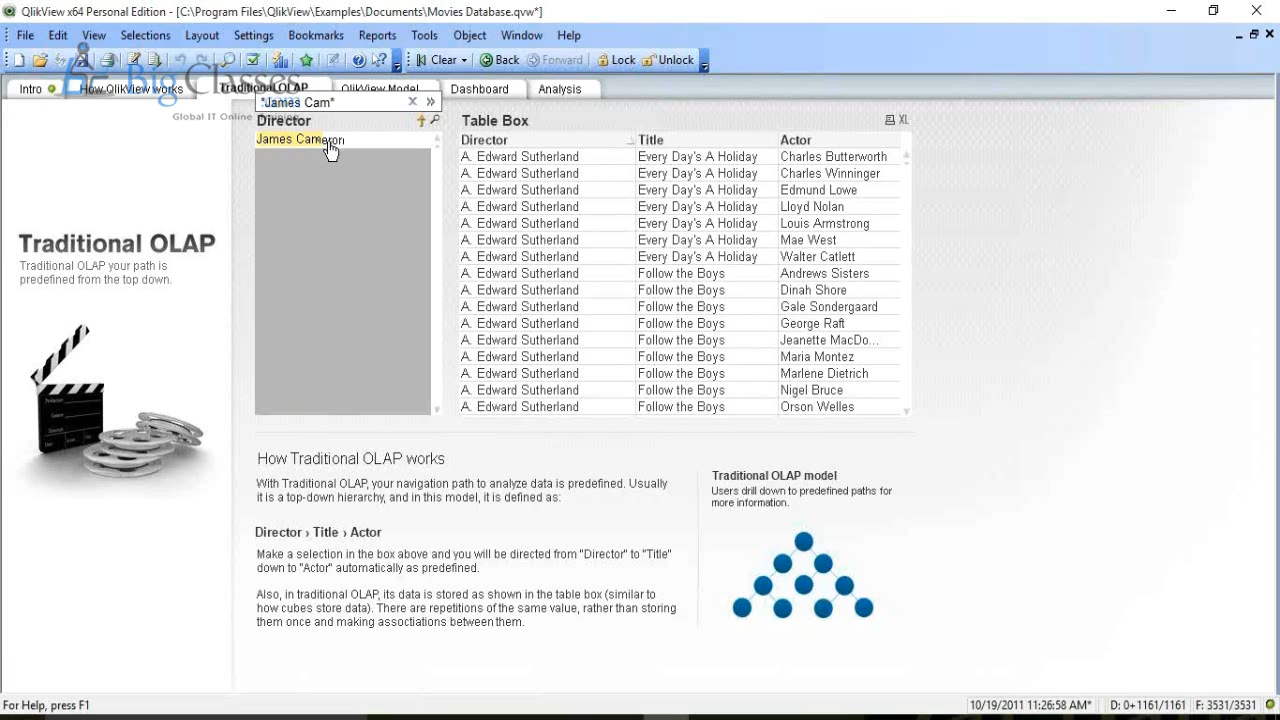 QlikView x64 Personal Edition - [C:\Program Files\QlikView\Examples\Documents\Movies Database.qvw*]
File Edit View Selections Layout Settings Bookmarks Reports Tools Object Window Help
Clear Back Forward Lock Unlock
BigClasses
Global IT Online Training
Intro How QlikView works Traditional OLAP QlikView Model Dashboard Analysis
*James Cam*
Director
James Cameron
Table Box
XL
Director Title Actor
A. Edward Sutherland Every Day's A Holiday Charles Butterworth
A. Edward Sutherland Every Day's A Holiday Charles Winninger
A. Edward Sutherland Every Day's A Holiday Edmund Lowe
A. Edward Sutherland Every Day's A Holiday Lloyd Nolan
A. Edward Sutherland Every Day's A Holiday Louis Armstrong
A. Edward Sutherland Every Day's A Holiday Mae West
A. Edward Sutherland Every Day's A Holiday Walter Catlett
A. Edward Sutherland Follow the Boys Andrews Sisters
A. Edward Sutherland Follow the Boys Dinah Shore
A. Edward Sutherland Follow the Boys Gale Sondergaard
A. Edward Sutherland Follow the Boys George Raft
A. Edward Sutherland Follow the Boys Jeanette MacDo...
A. Edward Sutherland Follow the Boys Maria Montez
A. Edward Sutherland Follow the Boys Marlene Dietrich
A. Edward Sutherland Follow the Boys Nigel Bruce
A. Edward Sutherland Follow the Boys Orson Welles
Traditional OLAP
Traditional OLAP your path is
predefined from the top down.
How Traditional OLAP works
With Traditional OLAP, your navigation path to analyze data is predefined. Usually
it is a top-down hierarchy, and in this model, it is defined as:
Director › Title › Actor
Make a selection in the box above and you will be directed from "Director" to "Title"
down to "Actor" automatically as predefined.
Also, in traditional OLAP, its data is stored as shown in the table box (similar to
how cubes store data). There are repetitions of the same value, rather than storing
them once and making assoctiations between them.
Traditional OLAP model
Users drill down to predefined paths for
more information.
For Help, press F1
10/19/2011 11:26:58 AM* D: 0+1161/1161 F: 3531/3531